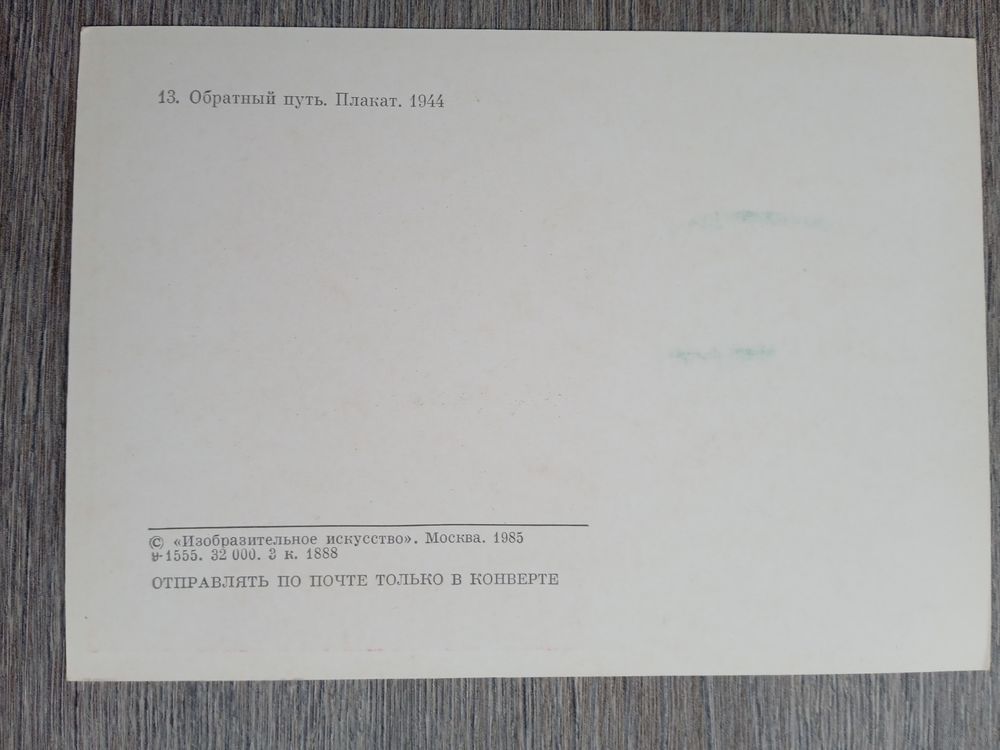 13. Обратный путь. Плакат. 1944
© «Изобразительное искусство». Москва. 1985
9-1555. 32 000. 3 к. 1888
ОТПРАВЛЯТЬ ПО ПОЧТЕ ТОЛЬКО В КОНВЕРТЕ